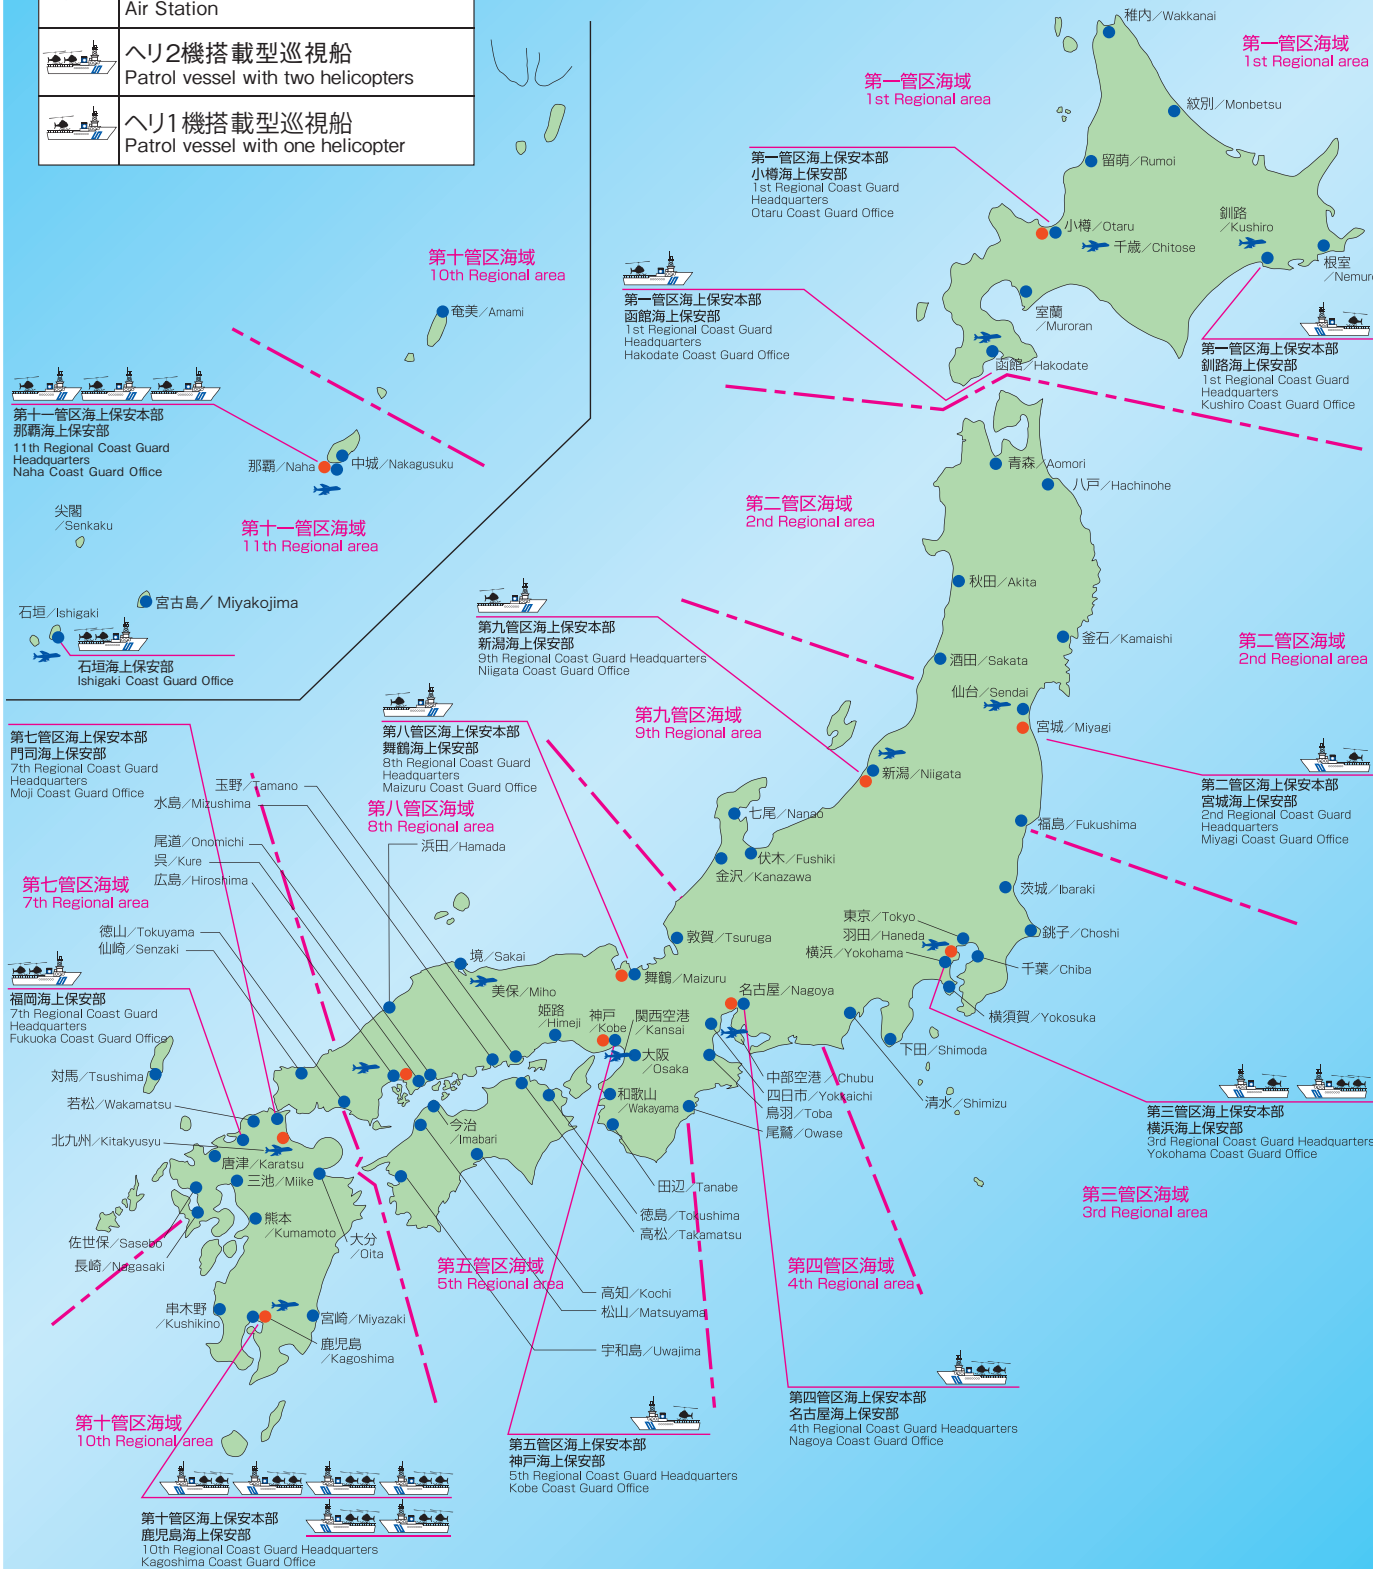 Air Station
ヘリ2機搭載型巡視船
Patrol vessel with two helicopters
ヘリ1機搭載型巡視船
Patrol vessel with one helicopter
稚内／Wakkanai
第一管区海域
1st Regional area
第一管区海域
1st Regional area
紋別／Monbetsu
第一管区海上保安本部
小樽海上保安部
1st Regional Coast Guard
Headquarters
Otaru Coast Guard Office
留萌／Rumoi
小樽／Otaru
千歳／Chitose
釧路
／Kushiro
根室
／Nemuro
第十管区海域
10th Regional area
奄美／Amami
第一管区海上保安本部
函館海上保安部
1st Regional Coast Guard
Headquarters
Hakodate Coast Guard Office
室蘭
／Muroran
函館／Hakodate
第一管区海上保安本部
釧路海上保安部
1st Regional Coast Guard
Headquarters
Kushiro Coast Guard Office
第十一管区海上保安本部
那覇海上保安部
11th Regional Coast Guard
Headquarters
Naha Coast Guard Office
那覇／Naha
中城／Nakagusuku
尖閣
／Senkaku
第十一管区海域
11th Regional area
青森／Aomori
八戸／Hachinohe
第二管区海域
2nd Regional area
秋田／Akita
宮古島／Miyakojima
石垣／Ishigaki
石垣海上保安部
Ishigaki Coast Guard Office
第九管区海上保安本部
新潟海上保安部
9th Regional Coast Guard Headquarters
Niigata Coast Guard Office
釜石／Kamaishi
第二管区海域
2nd Regional area
酒田／Sakata
仙台／Sendai
宮城／Miyagi
第九管区海域
9th Regional area
新潟／Niigata
第八管区海上保安本部
舞鶴海上保安部
8th Regional Coast Guard
Headquarters
Maizuru Coast Guard Office
第八管区海域
8th Regional area
第二管区海上保安本部
宮城海上保安部
2nd Regional Coast Guard
Headquarters
Miyagi Coast Guard Office
第七管区海上保安本部
門司海上保安部
7th Regional Coast Guard
Headquarters
Moji Coast Guard Office
玉野／Tamano
水島／Mizushima
尾道／Onomichi
呉／Kure
広島／Hiroshima
浜田／Hamada
七尾／Nanao
伏木／Fushiki
金沢／Kanazawa
福島／Fukushima
茨城／Ibaraki
第七管区海域
7th Regional area
徳山／Tokuyama
仙崎／Senzaki
敦賀／Tsuruga
東京／Tokyo
羽田／Haneda
横浜／Yokohama
銚子／Choshi
千葉／Chiba
横須賀／Yokosuka
下田／Shimoda
境／Sakai
美保／Miho
舞鶴／Maizuru
名古屋／Nagoya
姫路
／Himeji
神戸
／Kobe
関西空港
／Kansai
大阪
／Osaka
福岡海上保安部
7th Regional Coast Guard
Headquarters
Fukuoka Coast Guard Office
対馬／Tsushima
若松／Wakamatsu
北九州／Kitakyusyu
唐津／Karatsu
三池／Miike
今治
／Imabari
和歌山
／Wakayama
中部空港／Chubu
四日市／Yokkaichi
鳥羽／Toba
尾鷲／Owase
清水／Shimizu
第三管区海上保安本部
横浜海上保安部
3rd Regional Coast Guard Headquarters
Yokohama Coast Guard Office
第三管区海域
3rd Regional area
田辺／Tanabe
徳島／Tokushima
高松／Takamatsu
熊本
／Kumamoto
大分
／Oita
佐世保／Sasebo
長崎／Nagasaki
第五管区海域
5th Regional area
第四管区海域
4th Regional area
高知／Kochi
松山／Matsuyama
宇和島／Uwajima
串木野
／Kushikino
宮崎／Miyazaki
鹿児島
／Kagoshima
第四管区海上保安本部
名古屋海上保安部
4th Regional Coast Guard Headquarters
Nagoya Coast Guard Office
第十管区海域
10th Regional area
第五管区海上保安本部
神戸海上保安部
5th Regional Coast Guard Headquarters
Kobe Coast Guard Office
第十管区海上保安本部
鹿児島海上保安部
10th Regional Coast Guard Headquarters
Kagoshima Coast Guard Office